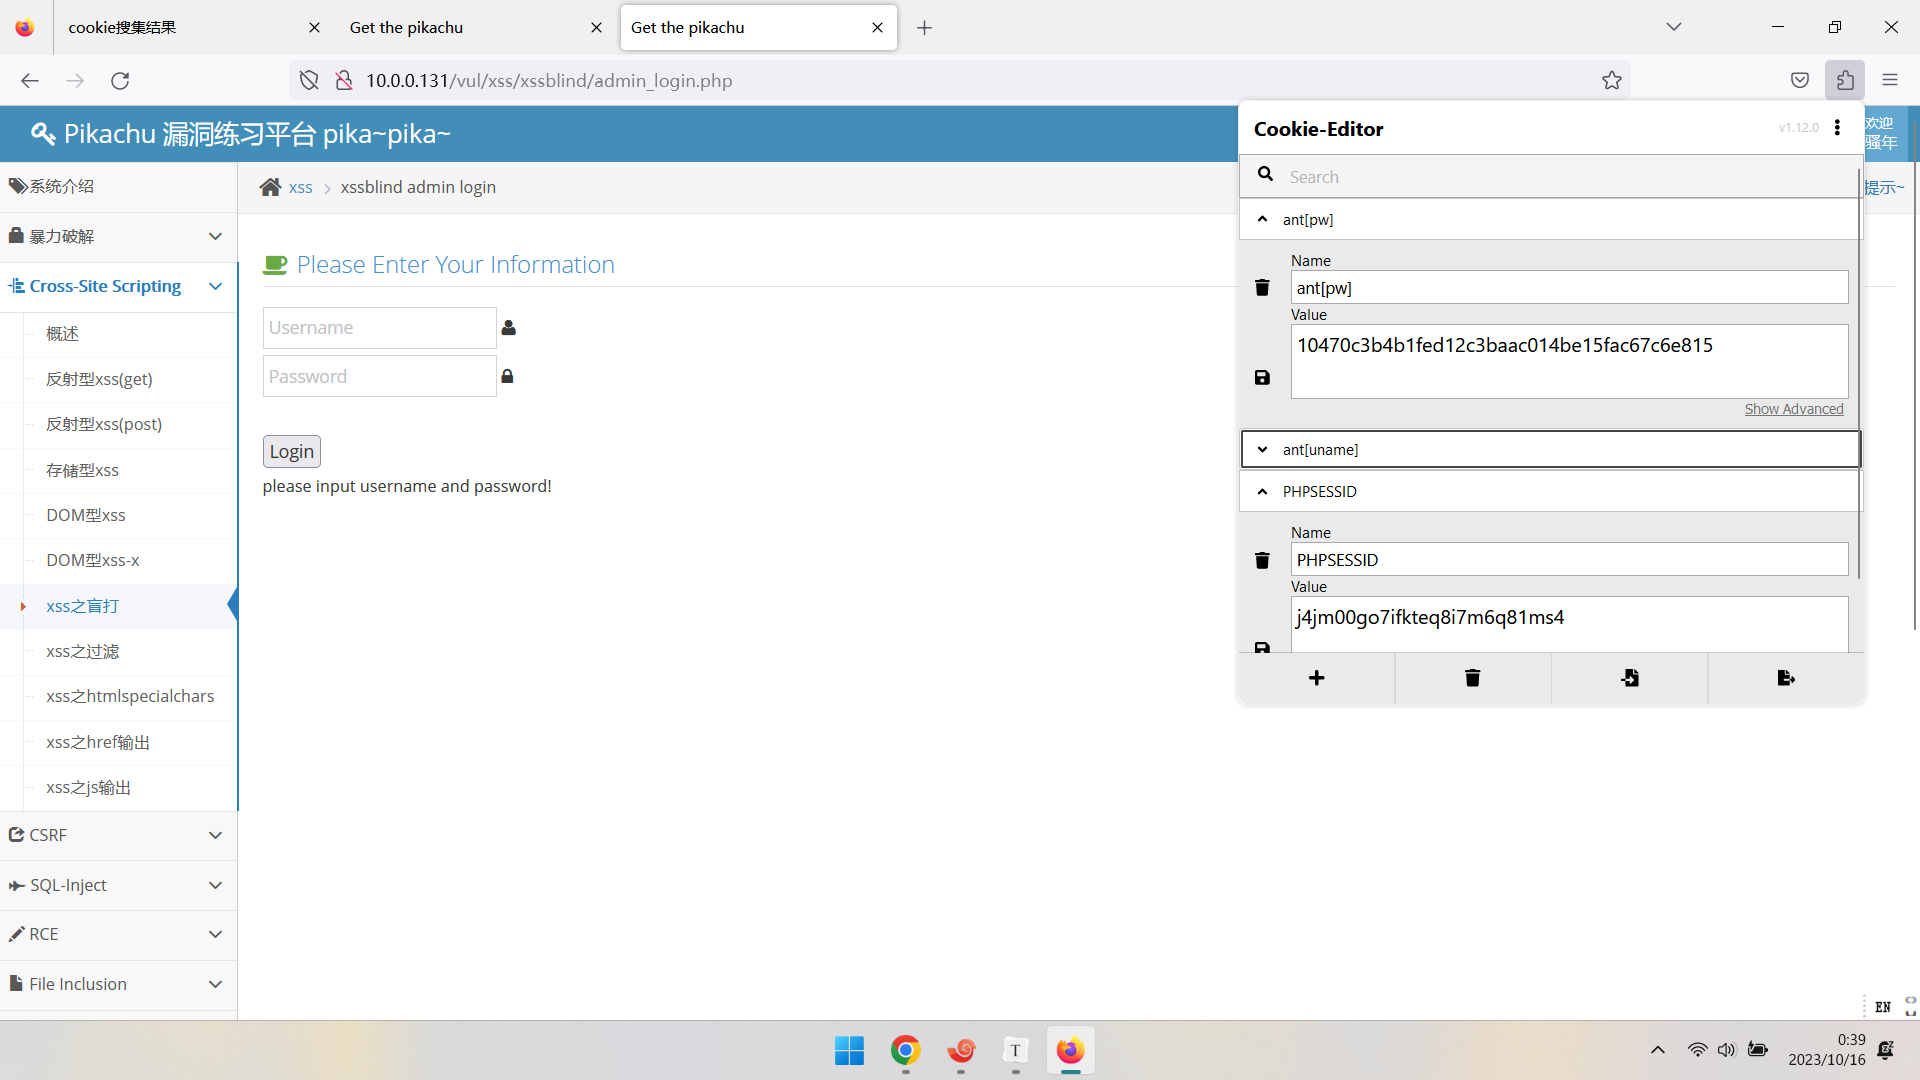 cookie搜集结果
Get the pikachu
Get the pikachu
10.0.0.131/vul/xss/xssblind/admin_login.php
Pikachu 漏洞练习平台 pika~pika~
欢迎
骚年
系统介绍
暴力破解
Cross-Site Scripting
概述
反射型xss(get)
反射型xss(post)
存储型xss
DOM型xss
DOM型xss-x
xss之盲打
xss之过滤
xss之htmlspecialchars
xss之href输出
xss之js输出
CSRF
SQL-Inject
RCE
File Inclusion
xss > xssblind admin login
提示~
Please Enter Your Information
Username
Password
Login
please input username and password!
Cookie-Editor
v1.12.0
Search
ant[pw]
Name
ant[pw]
Value
10470c3b4b1fed12c3baac014be15fac67c6e815
Show Advanced
ant[uname]
PHPSESSID
Name
PHPSESSID
Value
j4jm00go7ifkteq8i7m6q81ms4
EN
T
0:39
2023/10/16